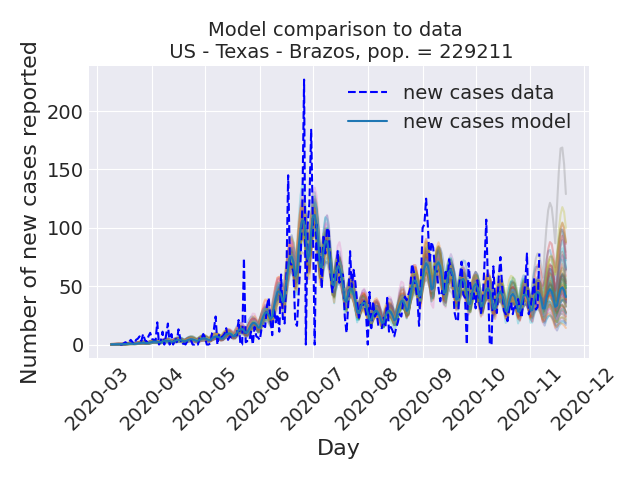 Model comparison to data
US - Texas - Brazos, pop. = 229211
Number of new cases reported
200
150
100
50
0
new cases data
new cases model
2020-03
2020-04
2020-05
2020-06
2020-07
2020-08
2020-09
2020-10
2020-11
2020-12
Day